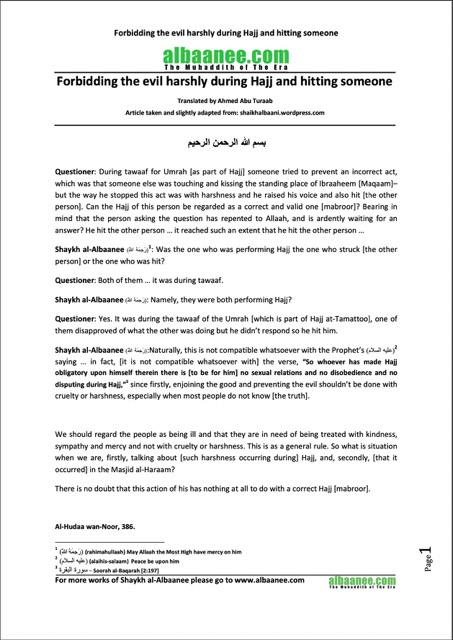 Forbidding the evil harshly during Hajj and hitting someone
albaanee.com
The Muhaddith of The Era
Forbidding the evil harshly during Hajj and hitting someone
Translated by Ahmed Abu Turaab
Article taken and slightly adapted from: shaikhalbaani.wordpress.com
بسم الله الرحمن الرحيم
Questioner: During tawaaf for Umrah [as part of Hajj] someone tried to prevent an incorrect act,
which was that someone else was touching and kissing the standing place of Ibraaheem [Maqaam]–
but the way he stopped this act was with harshness and he raised his voice and also hit [the other
person]. Can the Hajj of this person be regarded as a correct and valid one [mabroor]? Bearing in
mind that the person asking the question has repented to Allaah, and is ardently waiting for an
answer? He hit the other person ... it reached such an extent that he hit the other person ...
Shaykh al-Albaanee (رَحِمَهُ اللهُ)1: Was the one who was performing Hajj the one who struck [the other
person] or the one who was hit?
Questioner: Both of them ... it was during tawaaf.
Shaykh al-Albaanee (رَحِمَهُ اللهُ): Namely, they were both performing Hajj?
Questioner: Yes. It was during the tawaaf of the Umrah [which is part of Hajj at-Tamattoo], one of
them disapproved of what the other was doing but he didn't respond so he hit him.
Shaykh al-Albaanee (رَحِمَهُ اللهُ):Naturally, this is not compatible whatsoever with the Prophet's (عليه السلام)2
saying ... in fact, [it is not compatible whatsoever with] the verse, "So whoever has made Hajj
obligatory upon himself therein there is [to be for him] no sexual relations and no disobedience and no
disputing during Hajj,"3 since firstly, enjoining the good and preventing the evil shouldn't be done with
cruelty or harshness, especially when most people do not know [the truth].
We should regard the people as being ill and that they are in need of being treated with kindness,
sympathy and mercy and not with cruelty or harshness. This is as a general rule. So what is situation
when we are, firstly, talking about [such harshness occurring during] Hajj, and, secondly, [that it
occurred] in the Masjid al-Haraam?
There is no doubt that this action of his has nothing at all to do with a correct Hajj [mabroor].
Al-Hudaa wan-Noor, 386.
1 (رَحِمَهُ اللهُ) (rahimahullaah) May Allaah the Most High have mercy on him
2 (عليه السلام) (alaihis-salaam) Peace be upon him
3 سورة البقرة – Soorah al-Baqarah [2:197]
For more works of Shaykh al-Albaanee please go to www.albaanee.com
albaanee.com
The Muhaddith of The Era
Page1